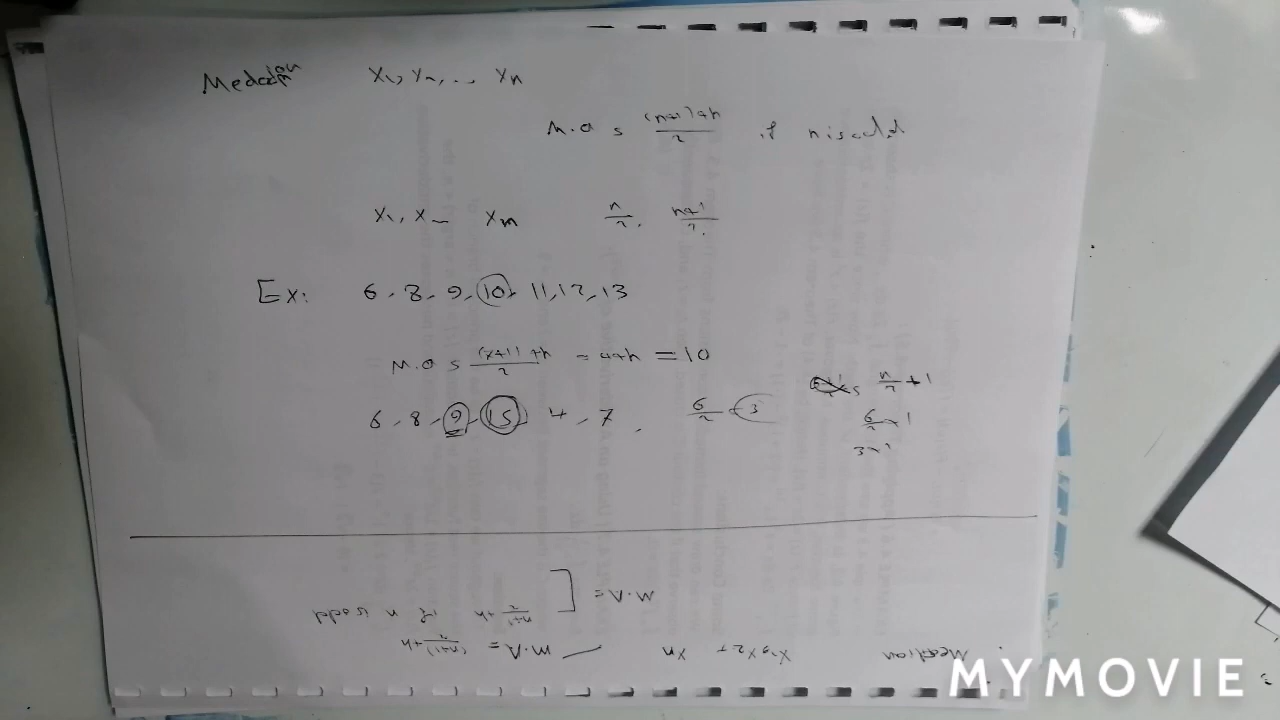 Median X1, X2, ... Xn
M.O = (n+1)th/2 if n is odd
X1, X2 Xn n/2, n+1/2.
Ex: 6, 8, 9, 10, 11, 12, 13
M.O = (7+1)th/2 = 4th = 10
6, 8, 9, 15, 4, 7, 6/2 = 3 n/2 + 1
6/2 + 1
3+1
M.A =
n+1/2 th if n is odd
Median X1, X2, Xn M.A = (n+1)th/2
MYMOVIE